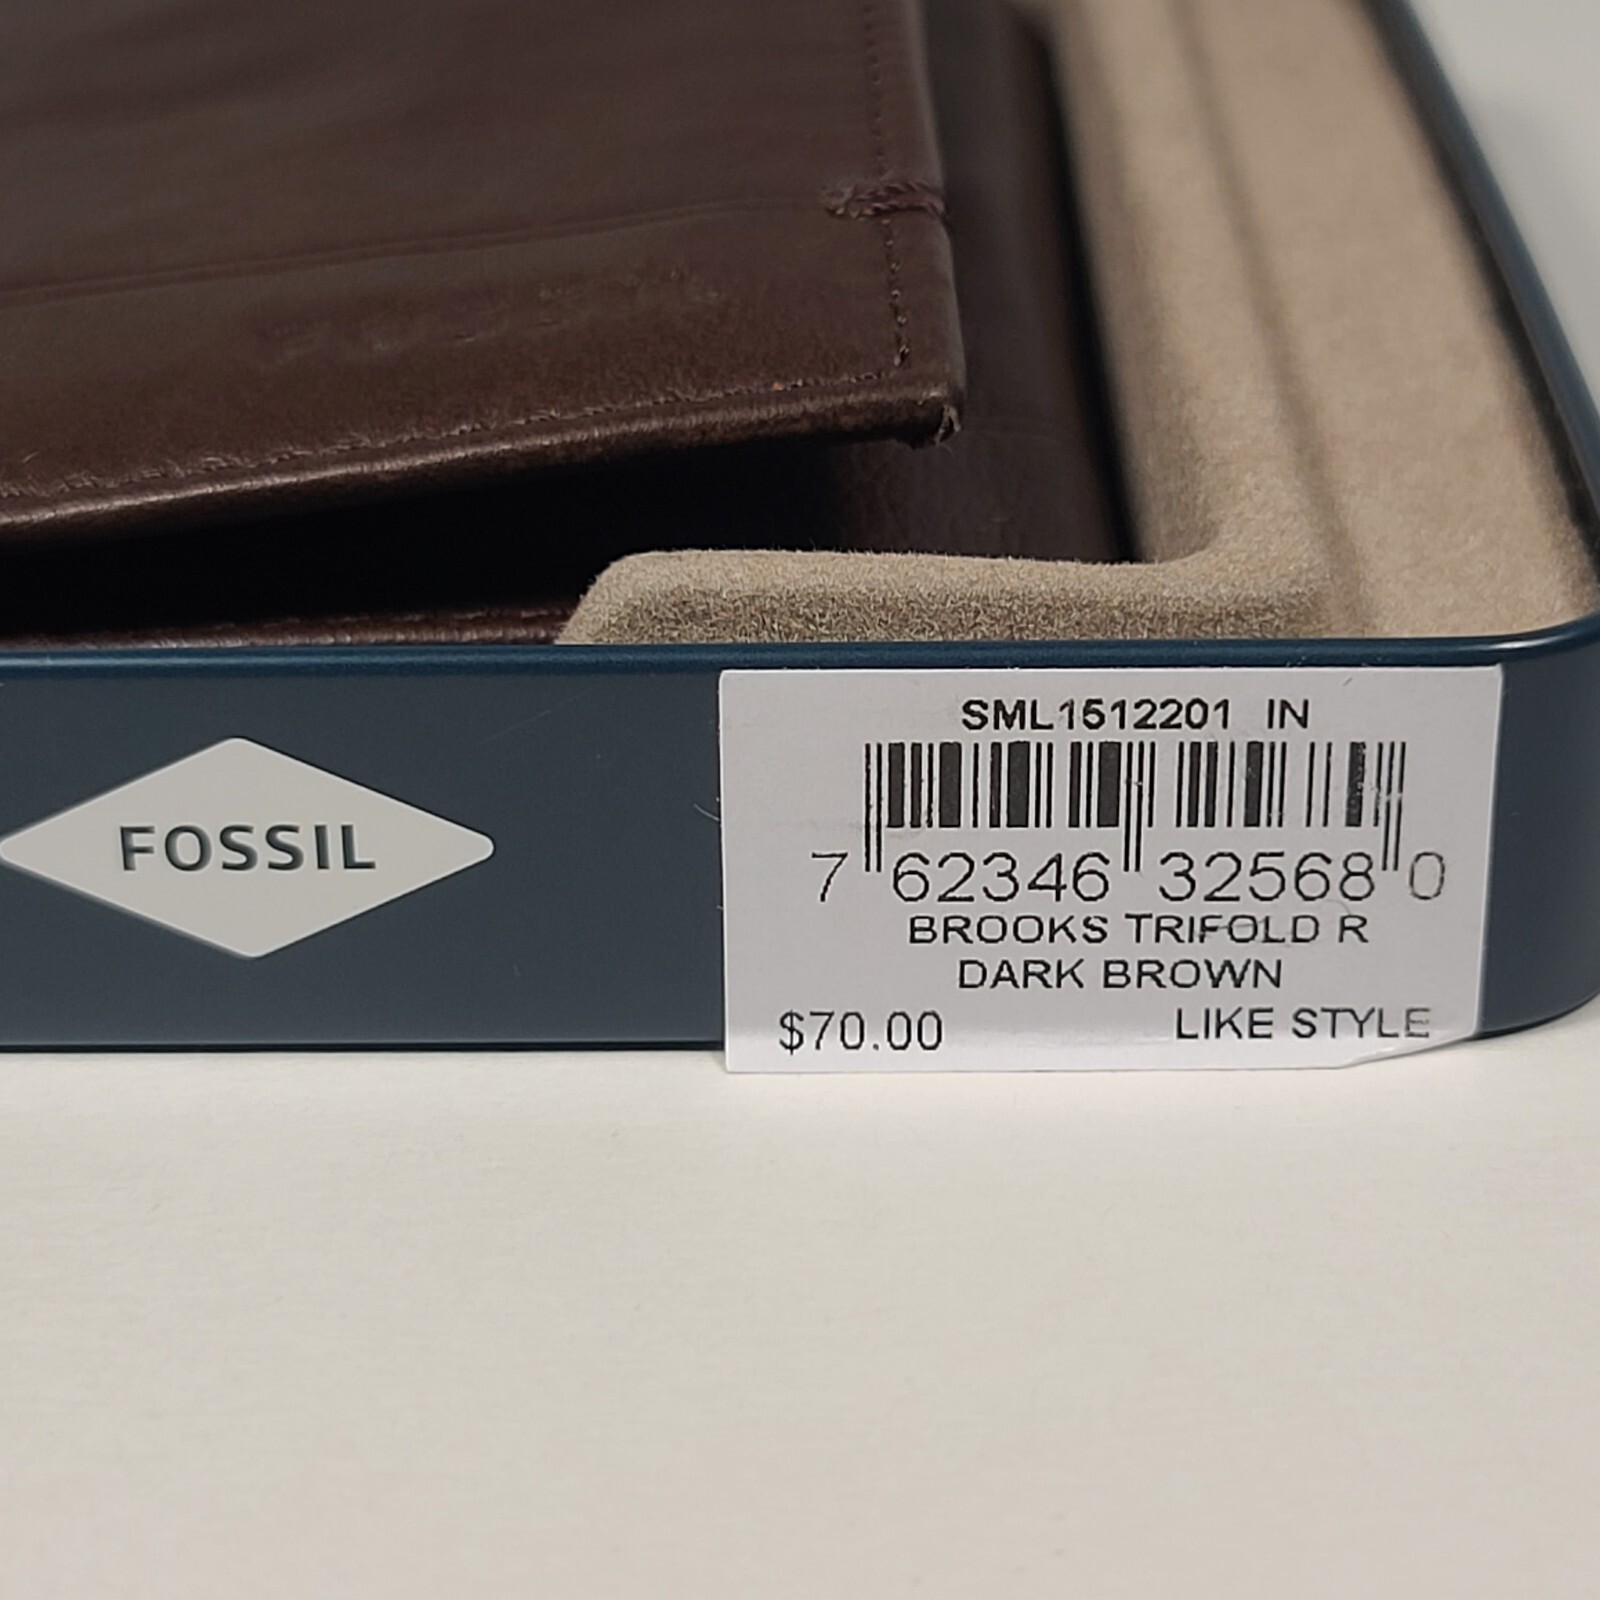 FOSSIL
SML1512201 IN
7 62346 32568 0
BROOKS TRIFOLD R
DARK BROWN
$70.00 LIKE STYLE